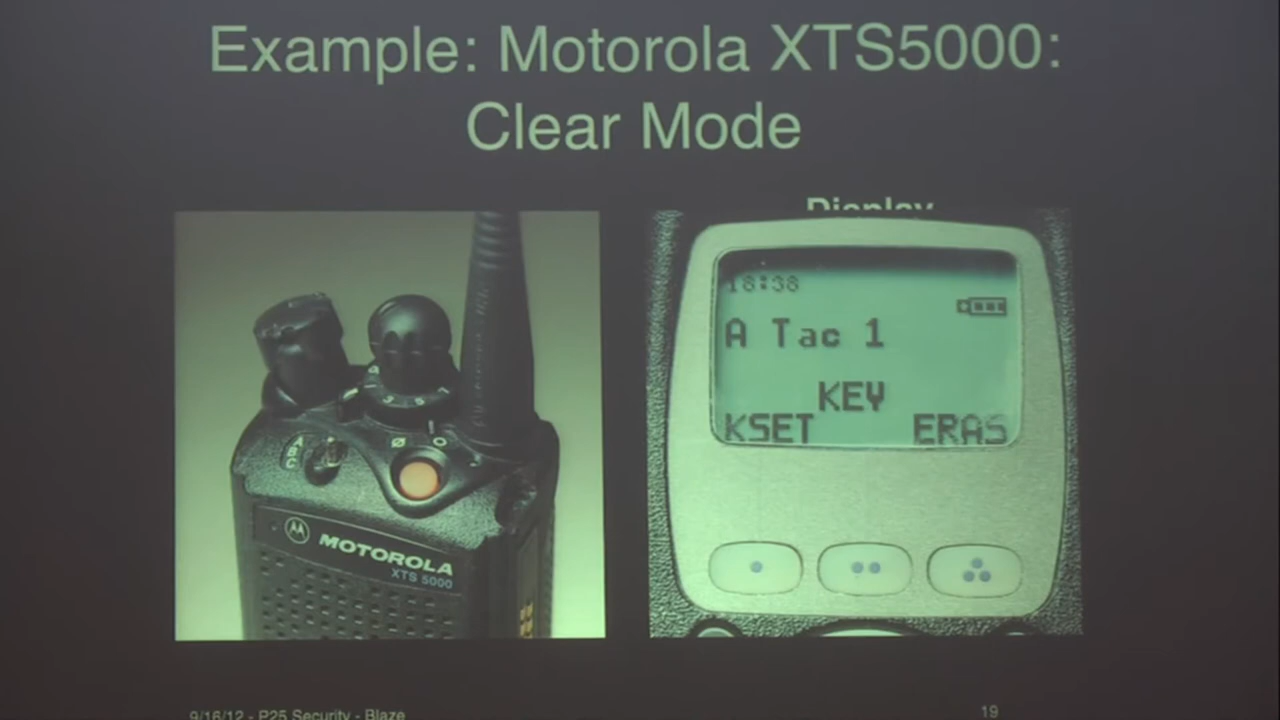 Example: Motorola XTS5000:
Clear Mode
Display
18:38
A Tac 1
KEY
KSET ERAS
A
B
C
Ø O
MOTOROLA
XTS 5000
9/16/12 - P25 Security - Blaze
19